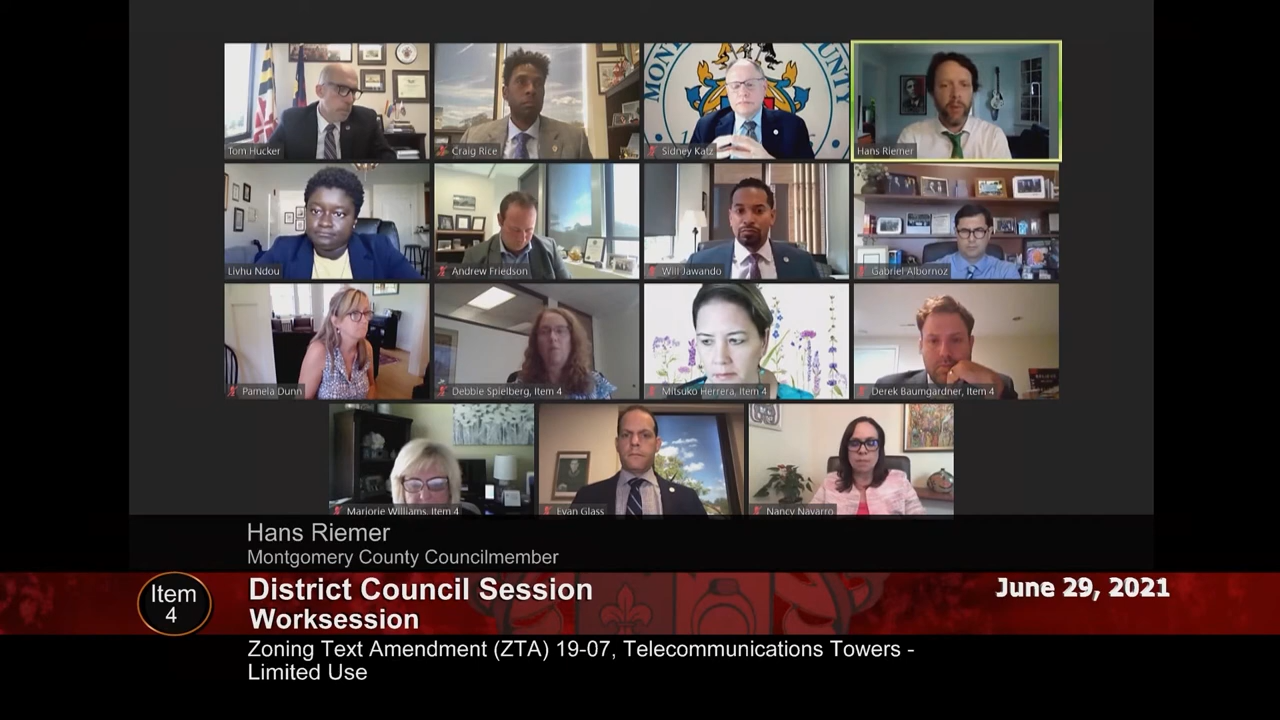 MON
OUNTY
Tom Hucker
Craig Rice
Sidney Katz
Hans Riemer
Livhu Ndou
Andrew Friedson
Will Jawando
Gabriel Albornoz
Pamela Dunn
Debbie Spielberg, Item 4
Mitsuko Herrera, Item 4
Derek Baumgardner, Item 4
Marjorie Williams, Item 4
Evan Glass
Nancy Navarro
Hans Riemer
Montgomery County Councilmember
Item
4
District Council Session
Worksession
June 29, 2021
Zoning Text Amendment (ZTA) 19-07, Telecommunications Towers -
Limited Use